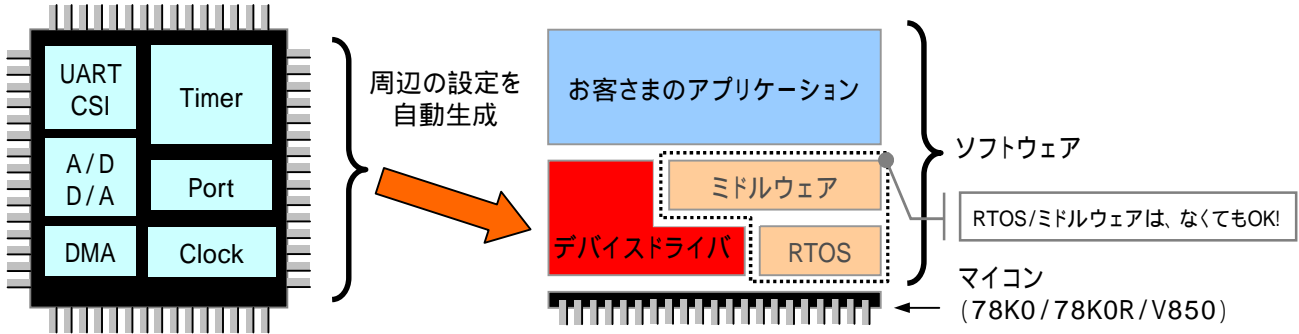 UART
CSI
Timer
A/D
D/A
Port
DMA
Clock
周辺の設定を
自動生成
お客さまのアプリケーション
ミドルウェア
デバイスドライバ
RTOS
ソフトウェア
RTOS/ミドルウェアは、なくてもOK!
マイコン
(78K0/78K0R/V850)